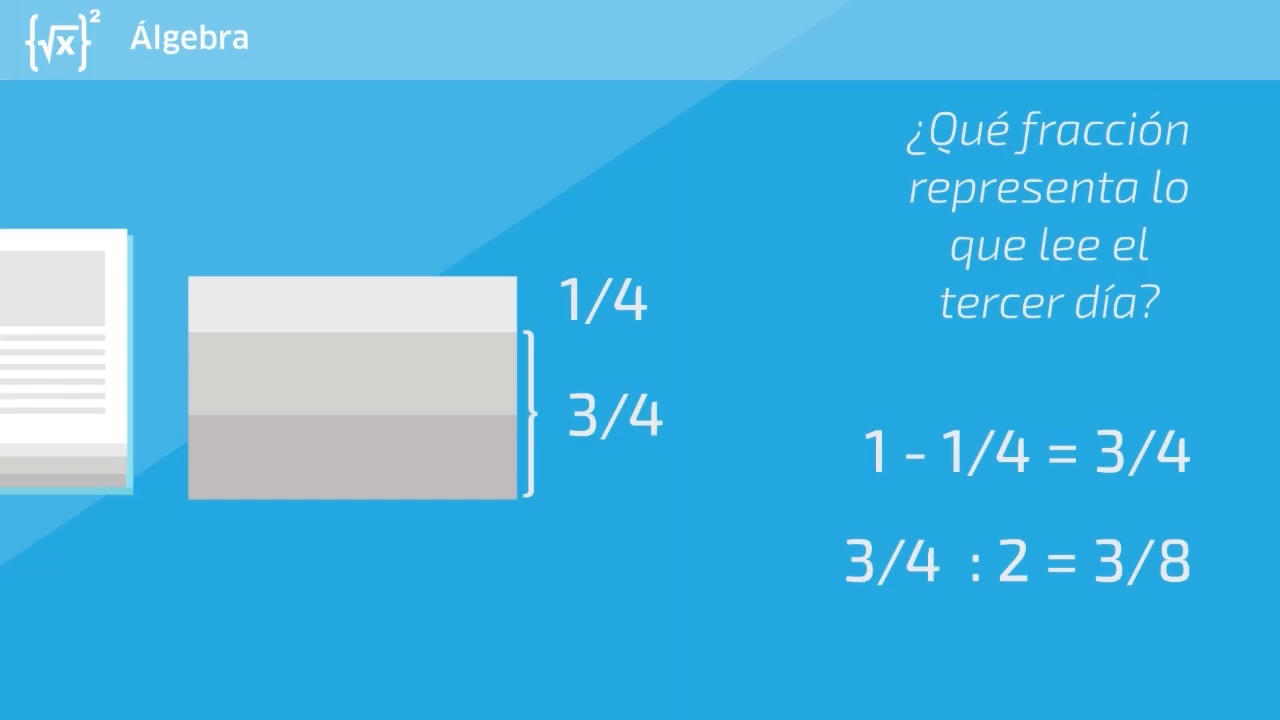 {√x}²
Álgebra
¿Qué fracción
representa lo
que lee el
tercer día?
1/4
3/4
1 - 1/4 = 3/4
3/4 : 2 = 3/8